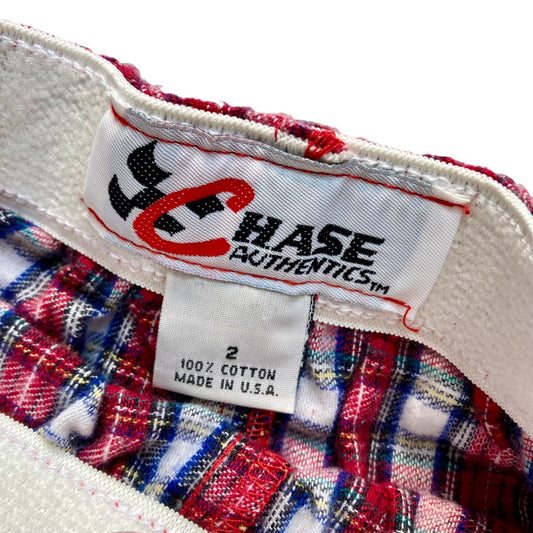 CHASE
AUTHENTICS™
2
100% COTTON
MADE IN U.S.A.